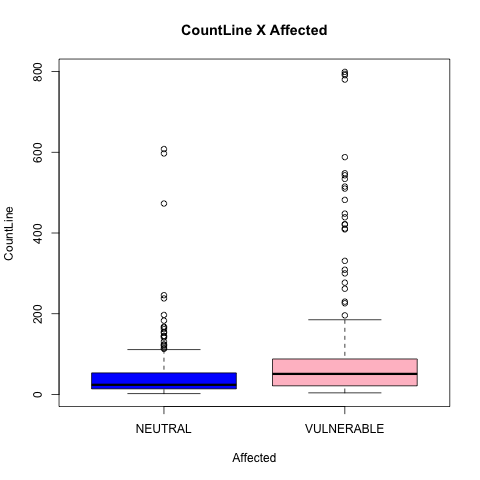 CountLine X Affected
CountLine
800
600
400
200
0
NEUTRAL
VULNERABLE
Affected